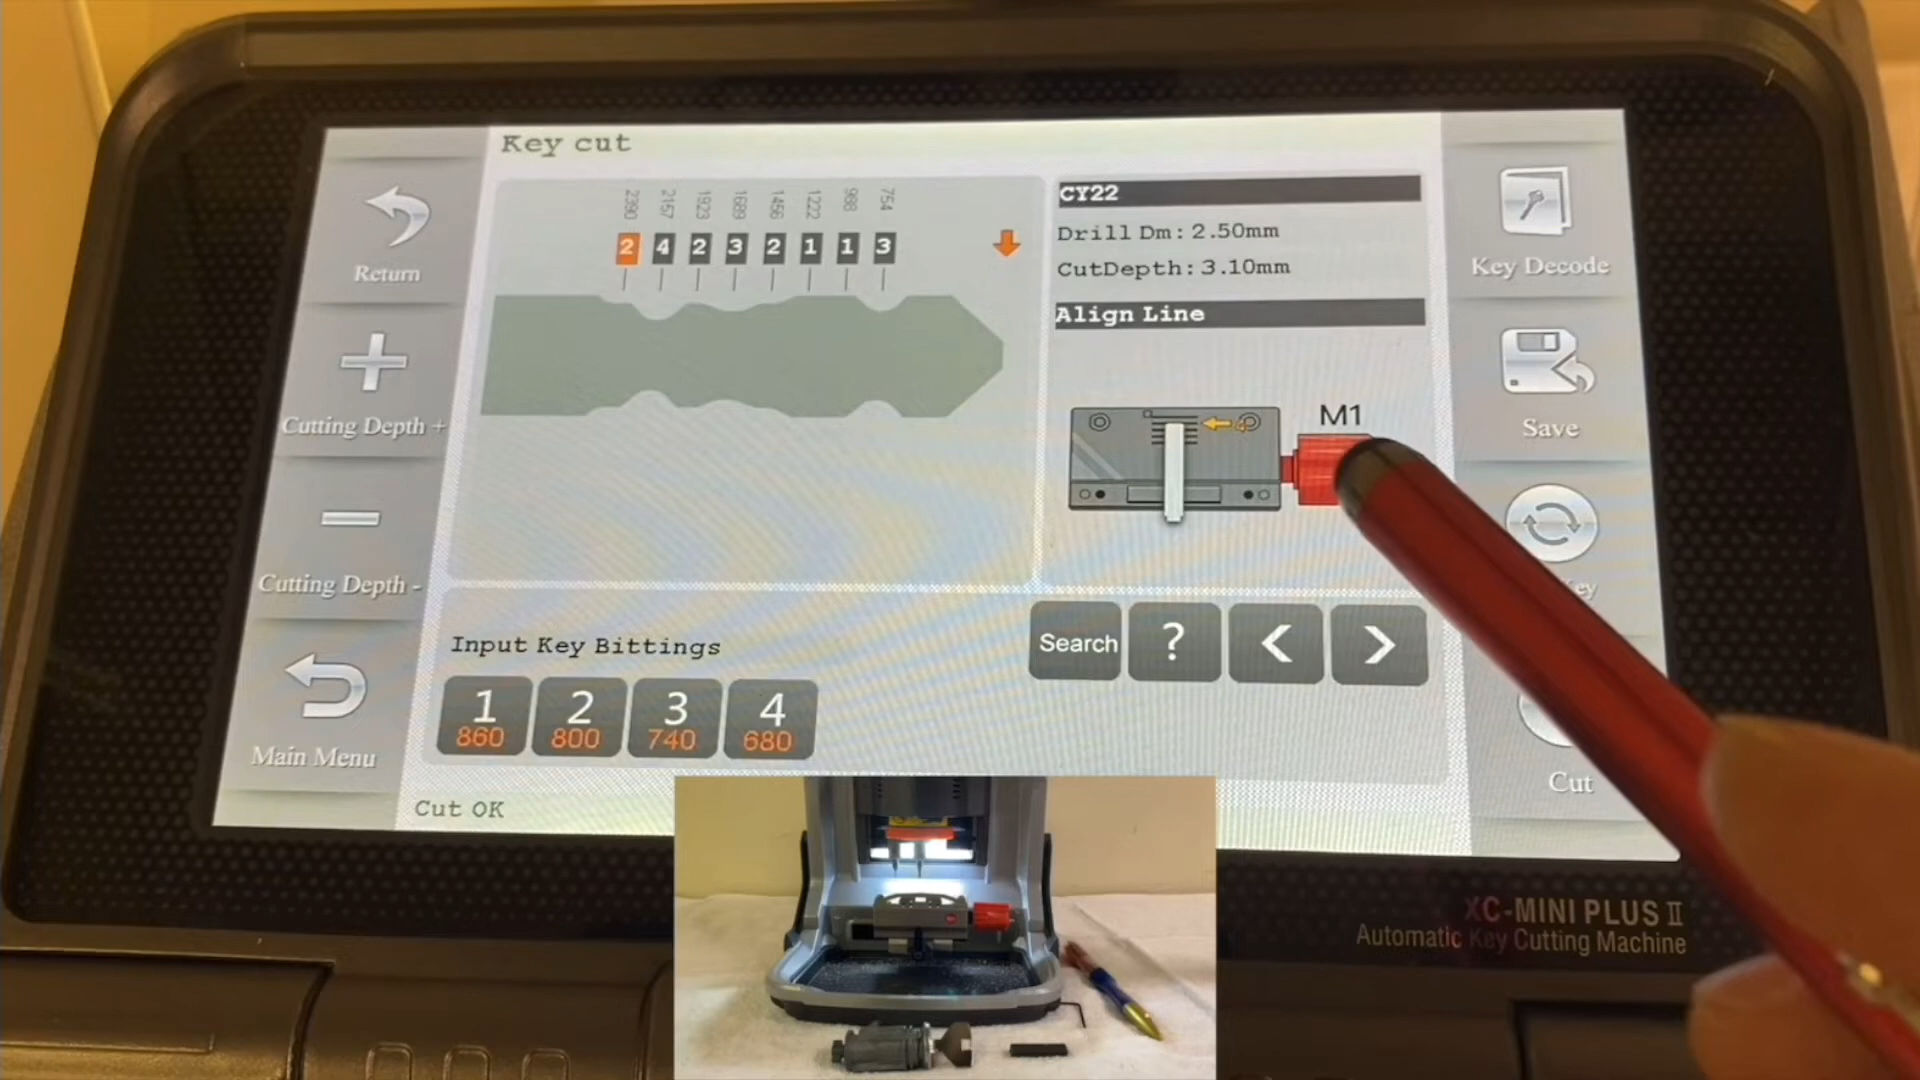 Key cut
2390 2157 1923 1689 1456 1222 988 754
2 4 2 3 2 1 1 3
CY22
Drill Dm: 2.50mm
CutDepth: 3.10mm
Align Line
M1
Return
Cutting Depth +
Cutting Depth -
Main Menu
Key Decode
Save
Cut
Input Key Bittings
Search ? < >
1 2 3 4
860 800 740 680
Cut OK
XC-MINI PLUS II
Automatic Key Cutting Machine